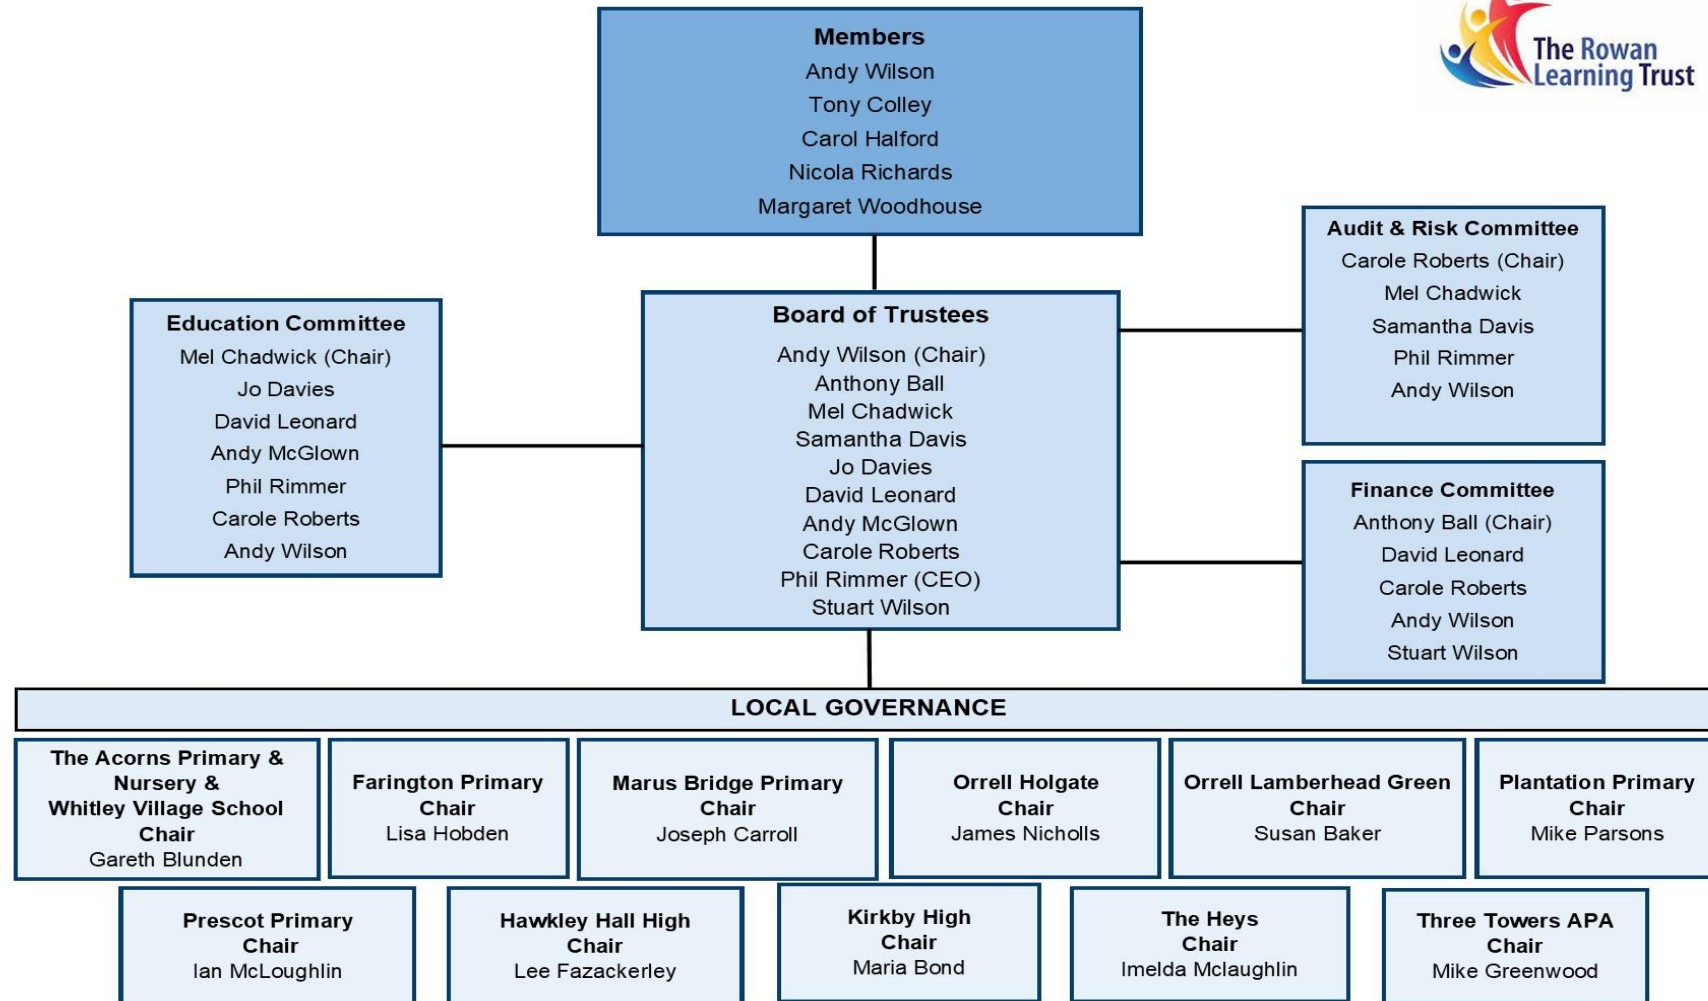 The Rowan
Learning Trust
Members
Andy Wilson
Tony Colley
Carol Halford
Nicola Richards
Margaret Woodhouse
Audit & Risk Committee
Carole Roberts (Chair)
Mel Chadwick
Samantha Davis
Phil Rimmer
Andy Wilson
Education Committee
Mel Chadwick (Chair)
Jo Davies
David Leonard
Andy McGlown
Phil Rimmer
Carole Roberts
Andy Wilson
Board of Trustees
Andy Wilson (Chair)
Anthony Ball
Mel Chadwick
Samantha Davis
Jo Davies
David Leonard
Andy McGlown
Carole Roberts
Phil Rimmer (CEO)
Stuart Wilson
Finance Committee
Anthony Ball (Chair)
David Leonard
Carole Roberts
Andy Wilson
Stuart Wilson
LOCAL GOVERNANCE
The Acorns Primary &
Nursery &
Whitley Village School
Chair
Gareth Blunden
Farington Primary
Chair
Lisa Hobden
Marus Bridge Primary
Chair
Joseph Carroll
Orrell Holgate
Chair
James Nicholls
Orrell Lamberhead Green
Chair
Susan Baker
Plantation Primary
Chair
Mike Parsons
Prescot Primary
Chair
Ian McLoughlin
Hawkley Hall High
Chair
Lee Fazackerley
Kirkby High
Chair
Maria Bond
The Heys
Chair
Imelda Mclaughlin
Three Towers APA
Chair
Mike Greenwood